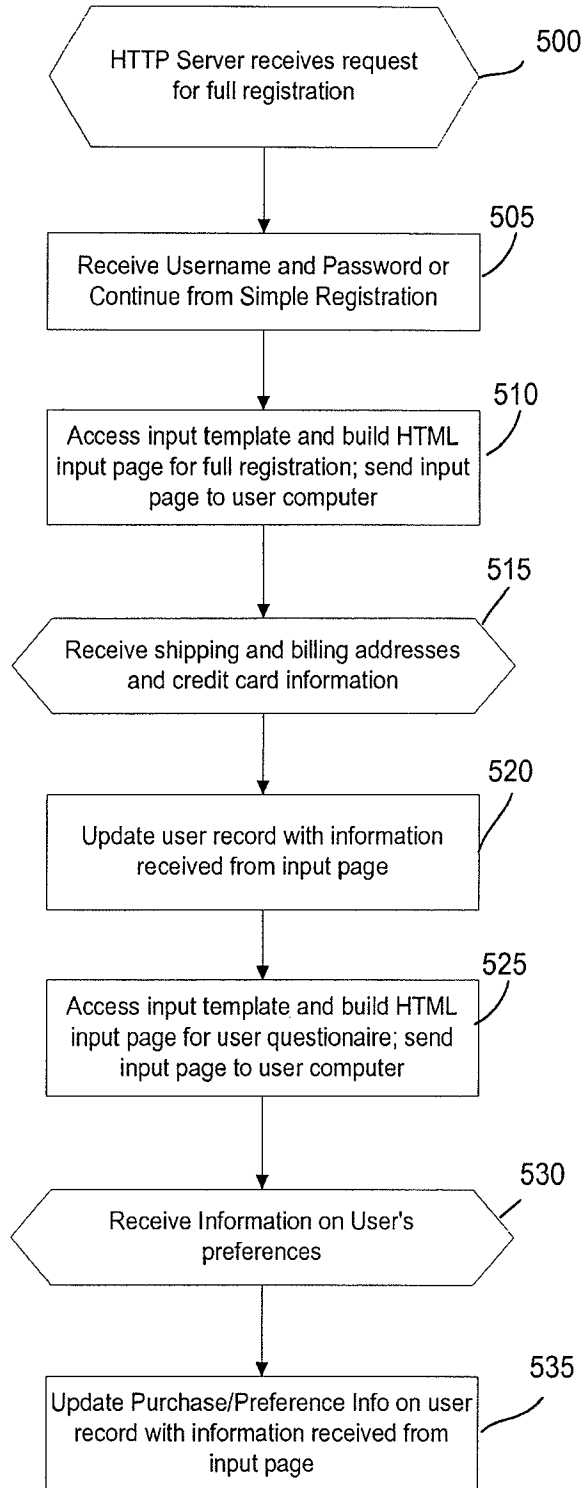 HTTP Server receives request
for full registration
500
505
Receive Username and Password or
Continue from Simple Registration
510
Access input template and build HTML
input page for full registration; send input
page to user computer
515
Receive shipping and billing addresses
and credit card information
520
Update user record with information
received from input page
525
Access input template and build HTML
input page for user questionaire; send
input page to user computer
530
Receive Information on User's
preferences
535
Update Purchase/Preference Info on user
record with information received from
input page